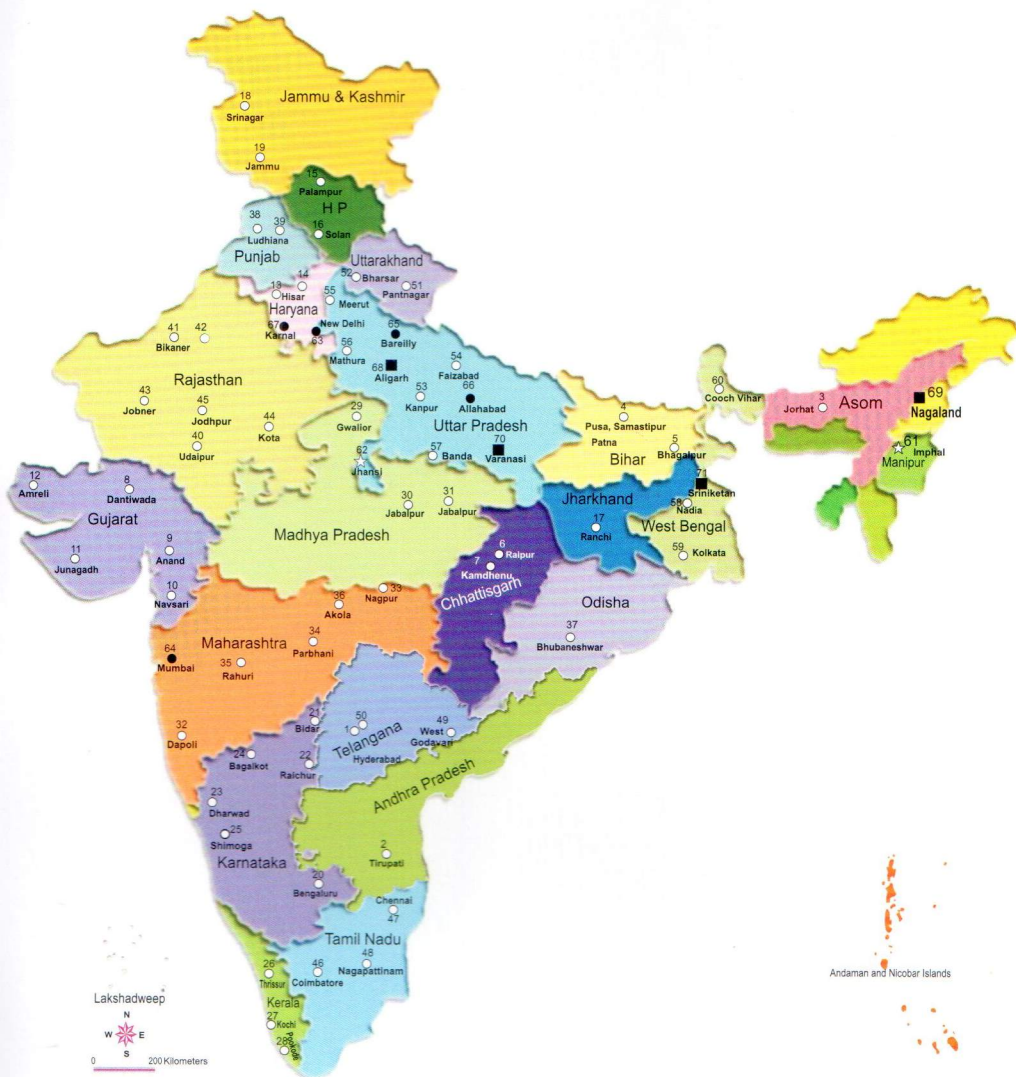 18
Jammu & Kashmir
Srinagar
19
Jammu
15
Palampur
H P
16
Solan
38
39
Ludhiana
Punjab
Uttarakhand
52
Bharsar
51
Pantnagar
14
13
Hisar
55
Meerut
Haryana
67
Karnal
New Delhi
63
65
Bareilly
41
42
Bikaner
56
Mathura
68
Aligarh
54
Faizabad
Rajasthan
43
Jobner
45
Jodhpur
44
Kota
40
Udaipur
53
Kanpur
66
Allahabad
Uttar Pradesh
29
Gwalior
62
Jhansi
57
Banda
70
Varanasi
60
Cooch Vihar
4
Pusa, Samastipur
Patna
5
Bhagalpur
Bihar
3
Jorhat
Asom
69
Nagaland
61
Imphal
Manipur
12
Amreli
8
Dantiwada
Gujarat
11
Junagadh
9
Anand
10
Navsari
30
Jabalpur
31
Jabalpur
Madhya Pradesh
Jharkhand
17
Ranchi
71
Sriniketan
58
Nadia
West Bengal
59
Kolkata
6
Raipur
7
Kamdhenu
Chhattisgarh
Odisha
37
Bhubaneshwar
33
Nagpur
36
Akola
Maharashtra
34
Parbhani
64
Mumbai
35
Rahuri
32
Dapoli
21
Bidar
1
50
Telangana
Hyderabad
49
West
Godavari
24
Bagalkot
22
Raichur
Andhra Pradesh
23
Dharwad
25
Shimoga
Karnataka
2
Tirupati
20
Bengaluru
Chennai
47
Tamil Nadu
46
Coimbatore
48
Nagapattinam
26
Thrissur
Kerala
27
Kochi
28
Pookode
Andaman and Nicobar Islands
Lakshadweep
N
W
E
S
0
200 Kilometers